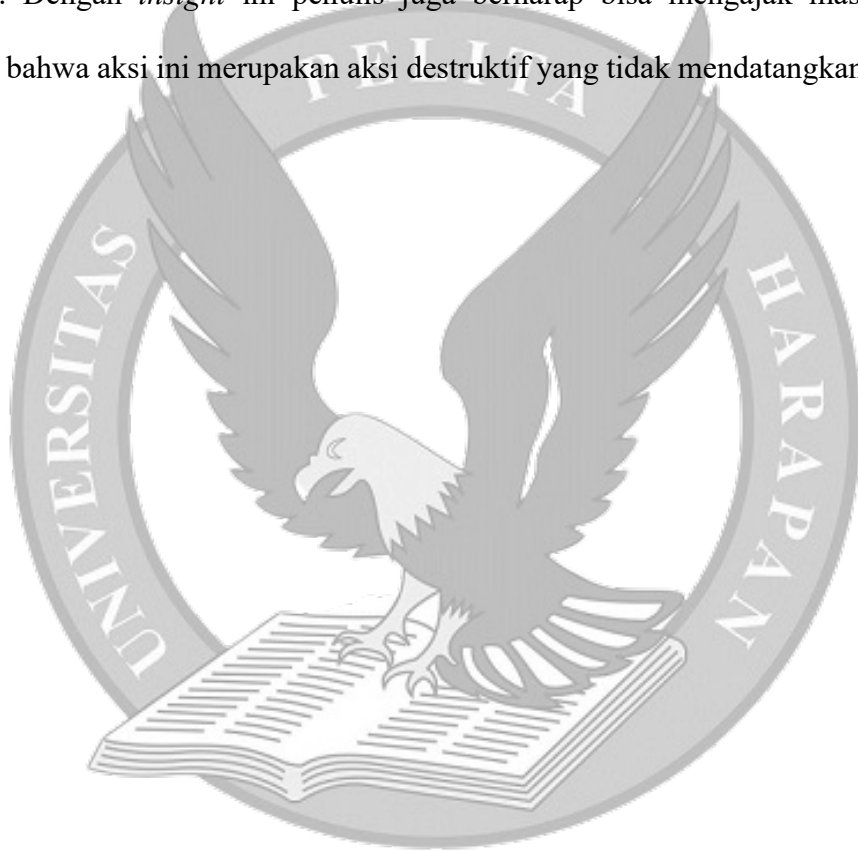 . Dengan insight ini penulis juga berharap bisa mengajak mas
bahwa aksi ini merupakan aksi destruktif yang tidak mendatangkan
UNIVERSITAS PELITA HARAPAN